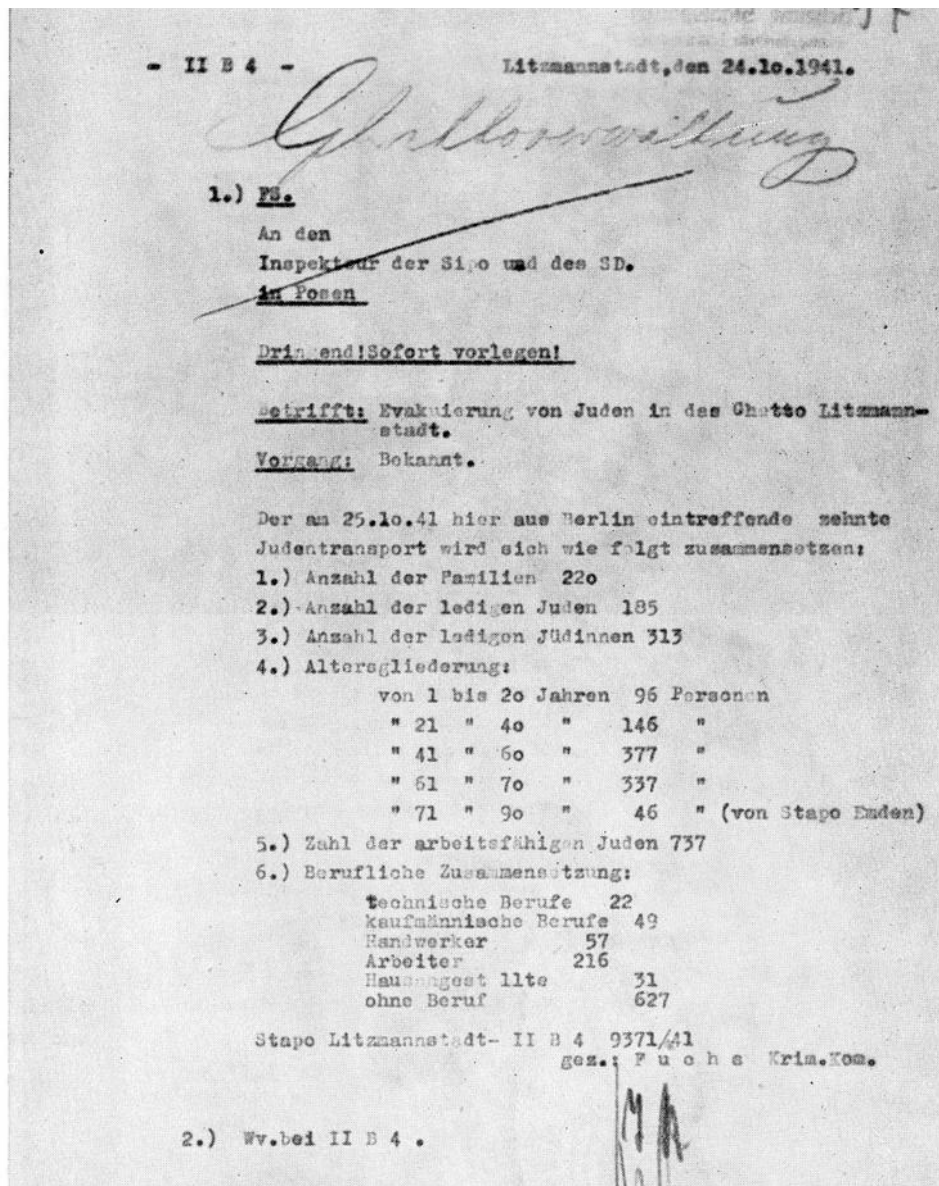 - II B 4 - Litzmannstadt,den 24.1o.1941.
Ghettoverwaltung
1.) FS.
An den
Inspekteur der Sipo und des SD.
in Posen
Dringend!Sofort vorlegen!
Betrifft: Evakuierung von Juden in das Ghetto Litzmann-
stadt.
Vorgang: Bekannt.
Der am 25.1o.41 hier aus Berlin eintreffende zehnte
Judentransport wird sich wie folgt zusammensetzen:
1.) Anzahl der Familien 22o
2.) Anzahl der ledigen Juden 185
3.) Anzahl der ledigen Jüdinnen 313
4.) Altersgliederung:
von 1 bis 2o Jahren 96 Personen
" 21 " 4o " 146 "
" 41 " 6o " 377 "
" 61 " 7o " 337 "
" 71 " 9o " 46 " (von Stapo Emden)
5.) Zahl der arbeitsfähigen Juden 737
6.) Berufliche Zusammensetzung:
technische Berufe 22
kaufmännische Berufe 49
Handwerker 57
Arbeiter 216
Hausangestellte 31
ohne Beruf 627
Stapo Litzmannstadt- II B 4 9371/41
gez.: F u c h s Krim.Kom.
2.) Wv.bei II B 4 .